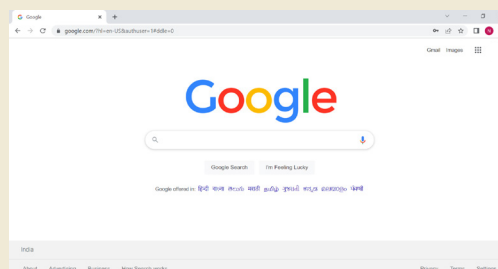 Google
google.com/?hl=en-US&authuser=1#ddle=0
M
Gmail Images
Google
Google Search I'm Feeling Lucky
Google offered in: हिन्दी বাংলা తెలుగు मराठी தமிழ் ગુજરાતી ಕನ್ನಡ മലയാളം ਪੰਜਾਬੀ
India
About Advertising Business How Search works
Privacy Terms Settings